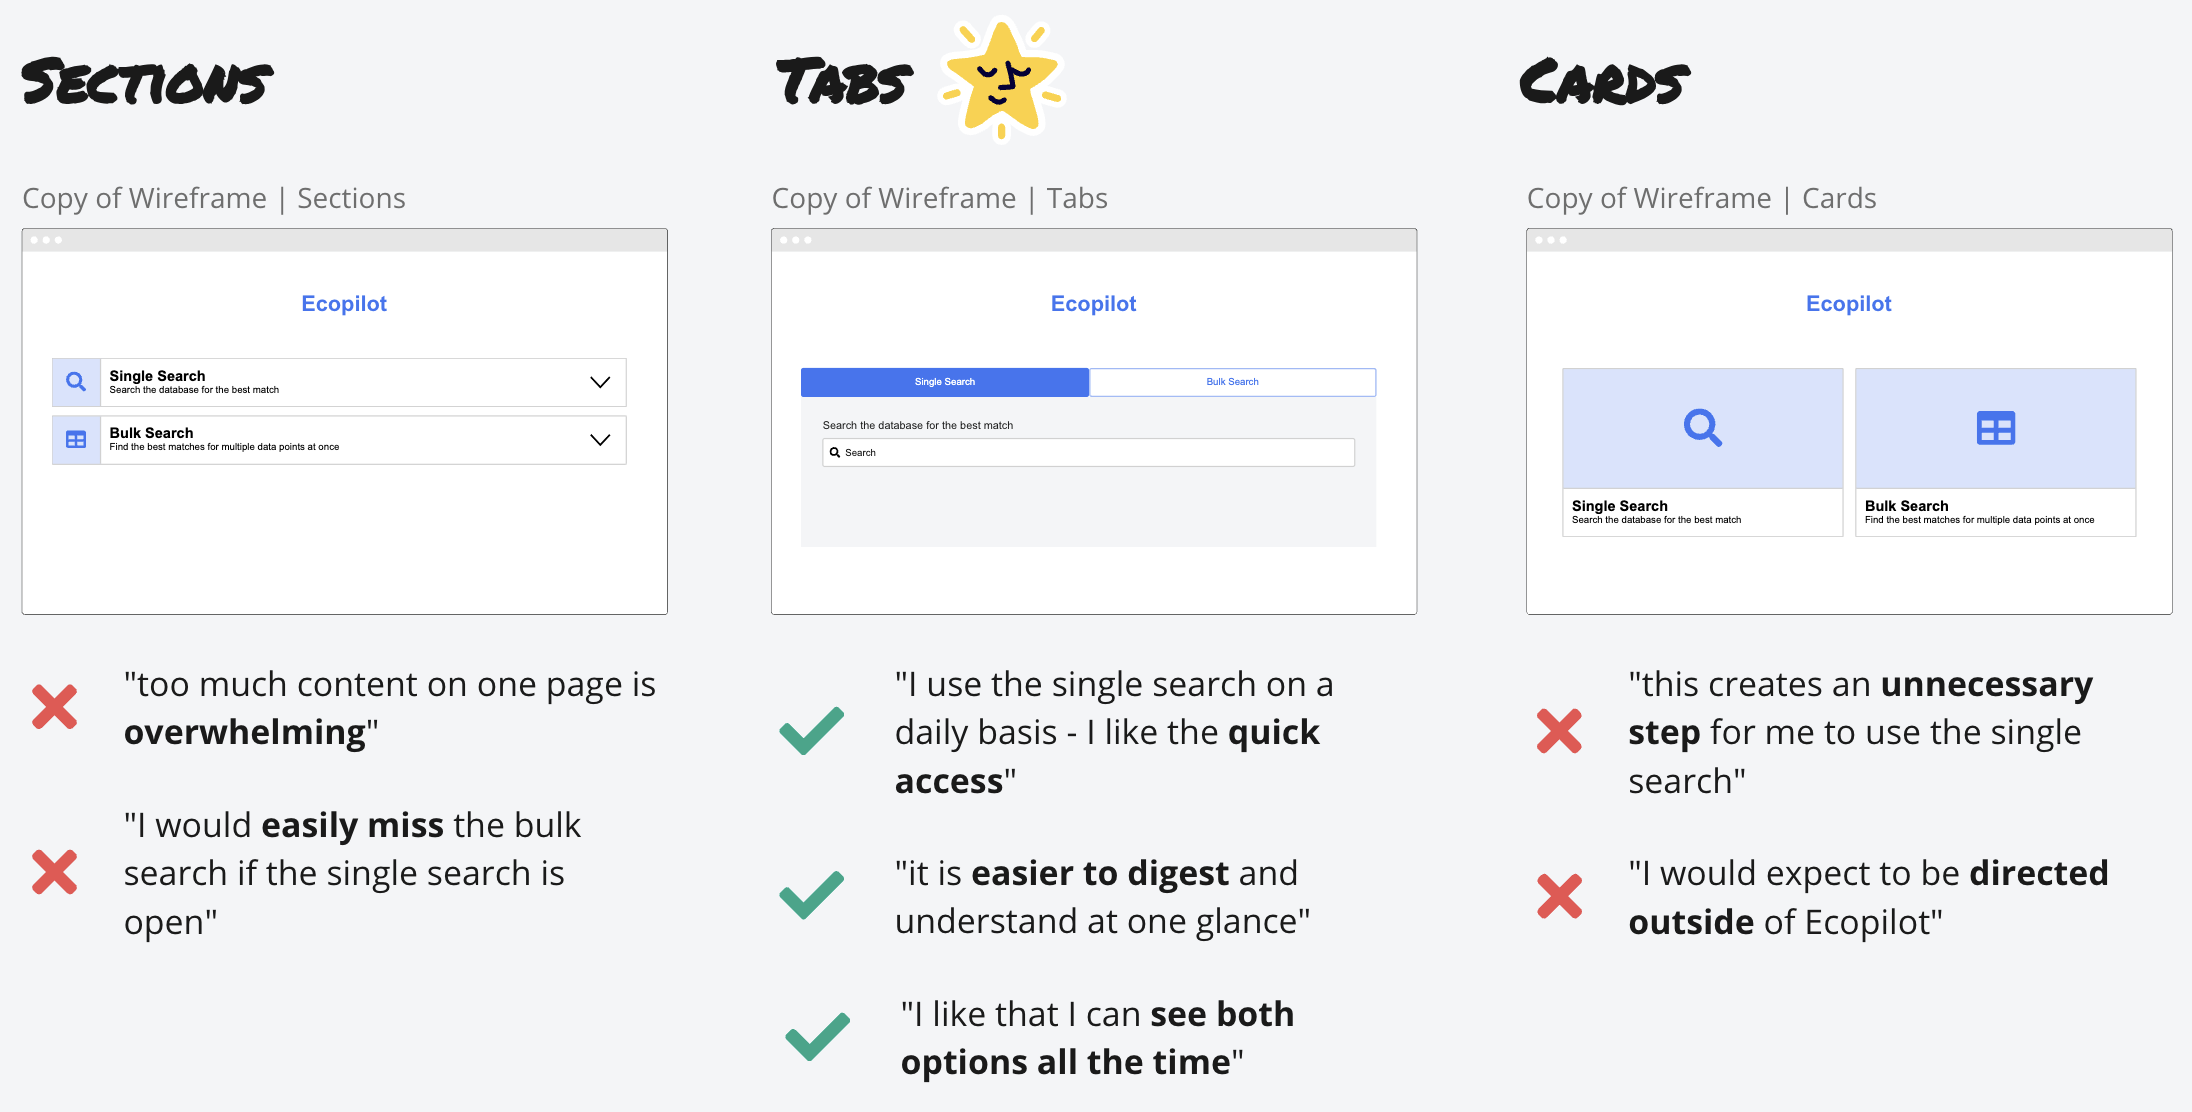 Sections
Copy of Wireframe | Sections
Ecopilot
Single Search
Search the database for the best match
Bulk Search
Find the best matches for multiple data points at once
"too much content on one page is
overwhelming"
"I would easily miss the bulk
search if the single search is
open"
Tabs
Copy of Wireframe | Tabs
Ecopilot
Single Search
Bulk Search
Search the database for the best match
Search
"I use the single search on a
daily basis - I like the quick
access"
"it is easier to digest and
understand at one glance"
"I like that I can see both
options all the time"
Cards
Copy of Wireframe | Cards
Ecopilot
Single Search
Search the database for the best match
Bulk Search
Find the best matches for multiple data points at once
"this creates an unnecessary
step for me to use the single
search"
"I would expect to be directed
outside of Ecopilot"